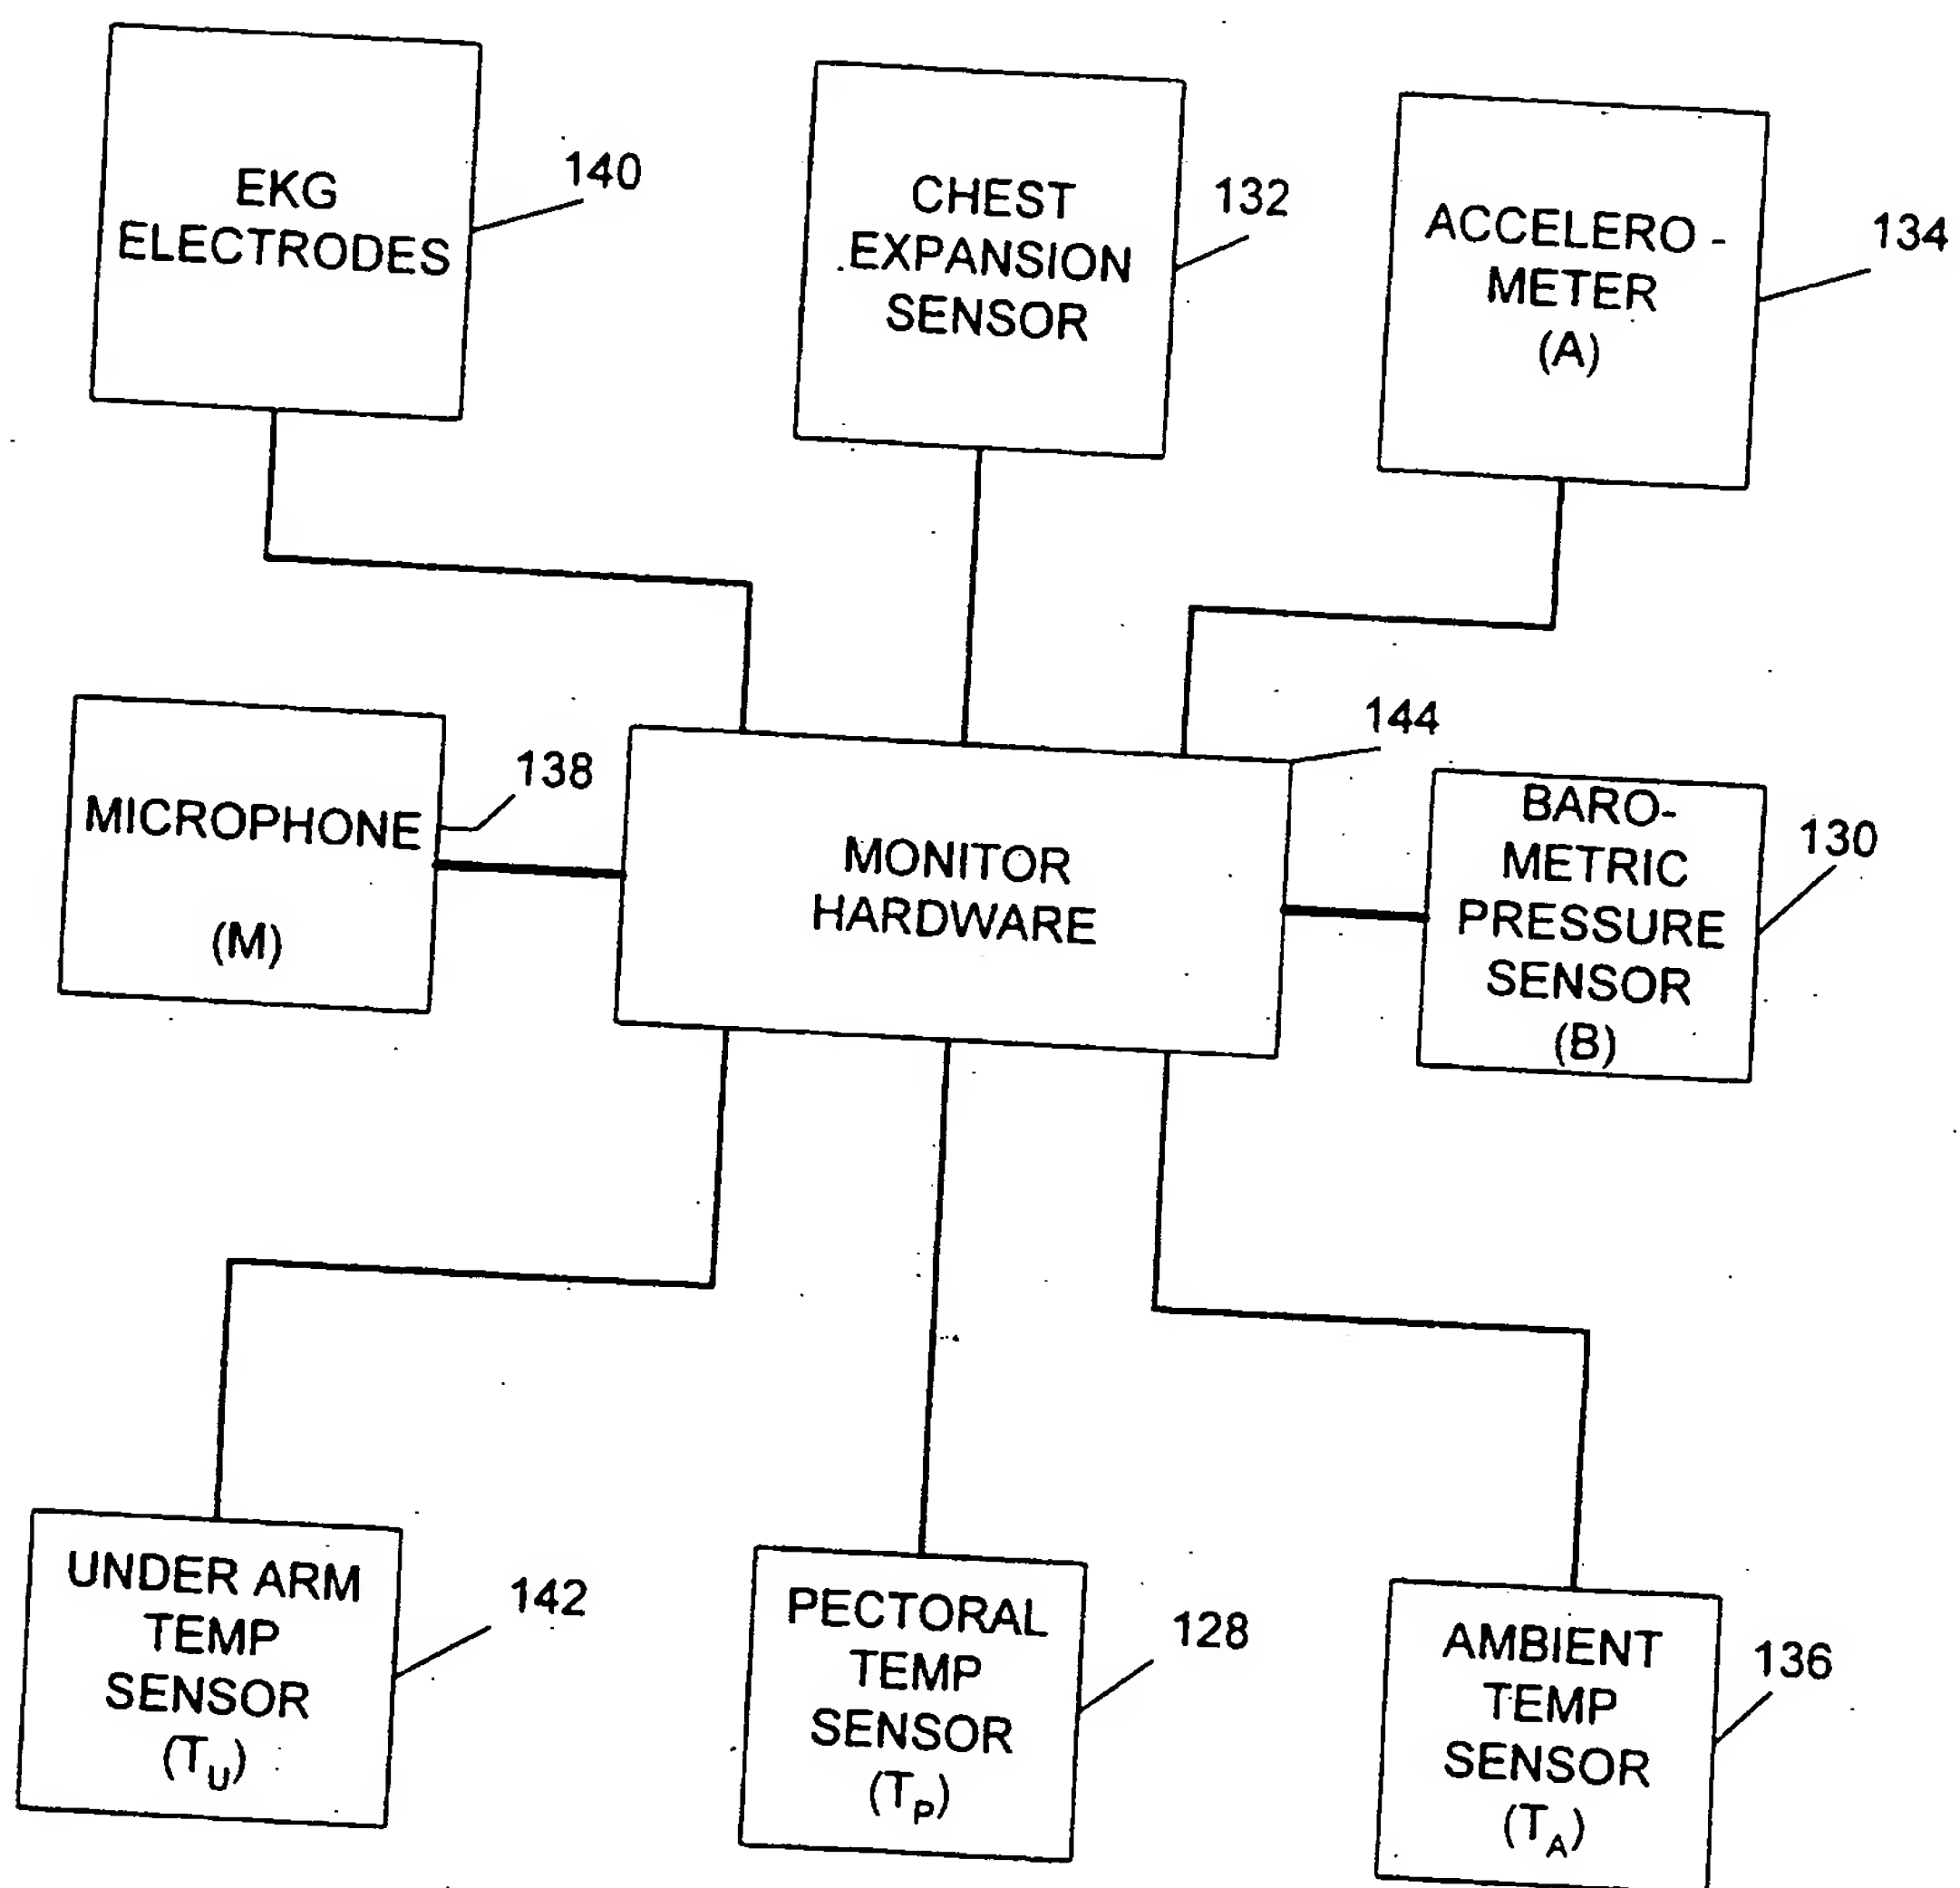 EKG
ELECTRODES
140
CHEST
EXPANSION
SENSOR
132
ACCELERO -
METER
(A)
134
MICROPHONE
(M)
138
MONITOR
HARDWARE
144
BARO-
METRIC
PRESSURE
SENSOR
(B)
130
UNDER ARM
TEMP
SENSOR
(TU)
142
PECTORAL
TEMP
SENSOR
(TP)
128
AMBIENT
TEMP
SENSOR
(TA)
136